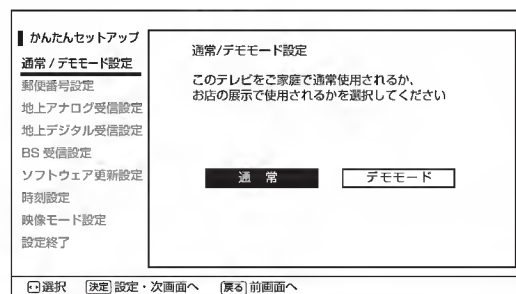 かんたんセットアップ
通常 / デモモード設定
郵便番号設定
地上アナログ受信設定
地上デジタル受信設定
BS 受信設定
ソフトウェア更新設定
時刻設定
映像モード設定
設定終了
通常/デモモード設定
このテレビをご家庭で通常使用されるか、
お店の展示で使用されるかを選択してください
通 常 デモモード
選択 決定 設定・次画面へ 戻る 前画面へ